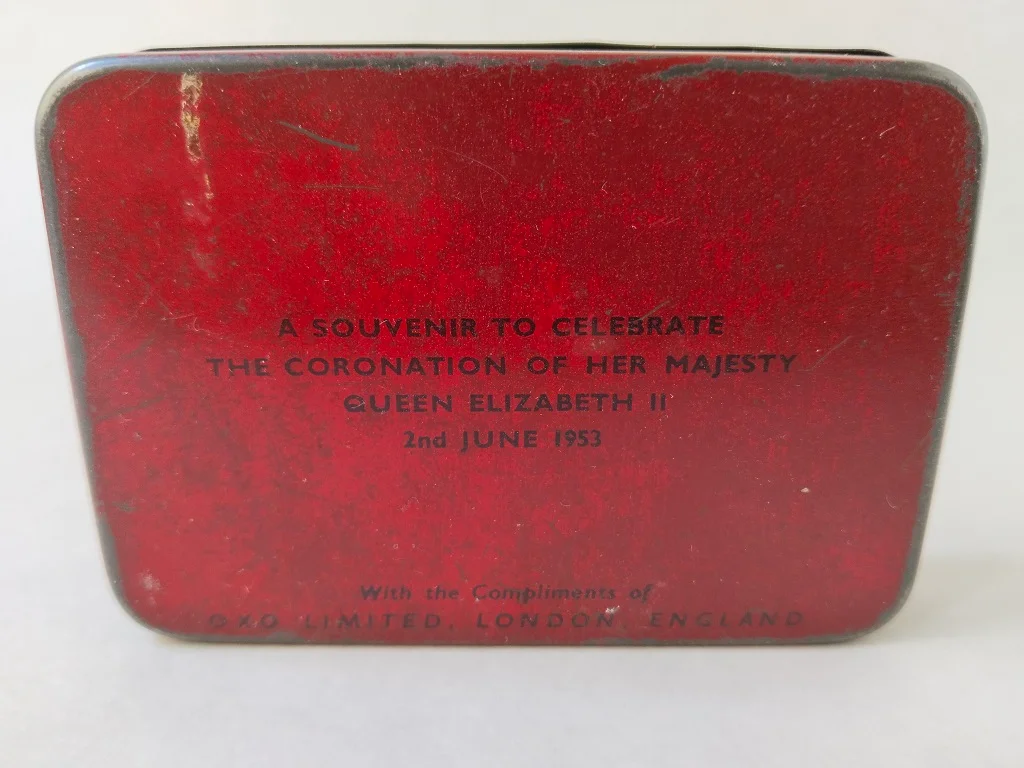 A SOUVENIR TO CELEBRATE
THE CORONATION OF HER MAJESTY
QUEEN ELIZABETH II
2nd JUNE 1953
With the Compliments of
OXO LIMITED, LONDON, ENGLAND